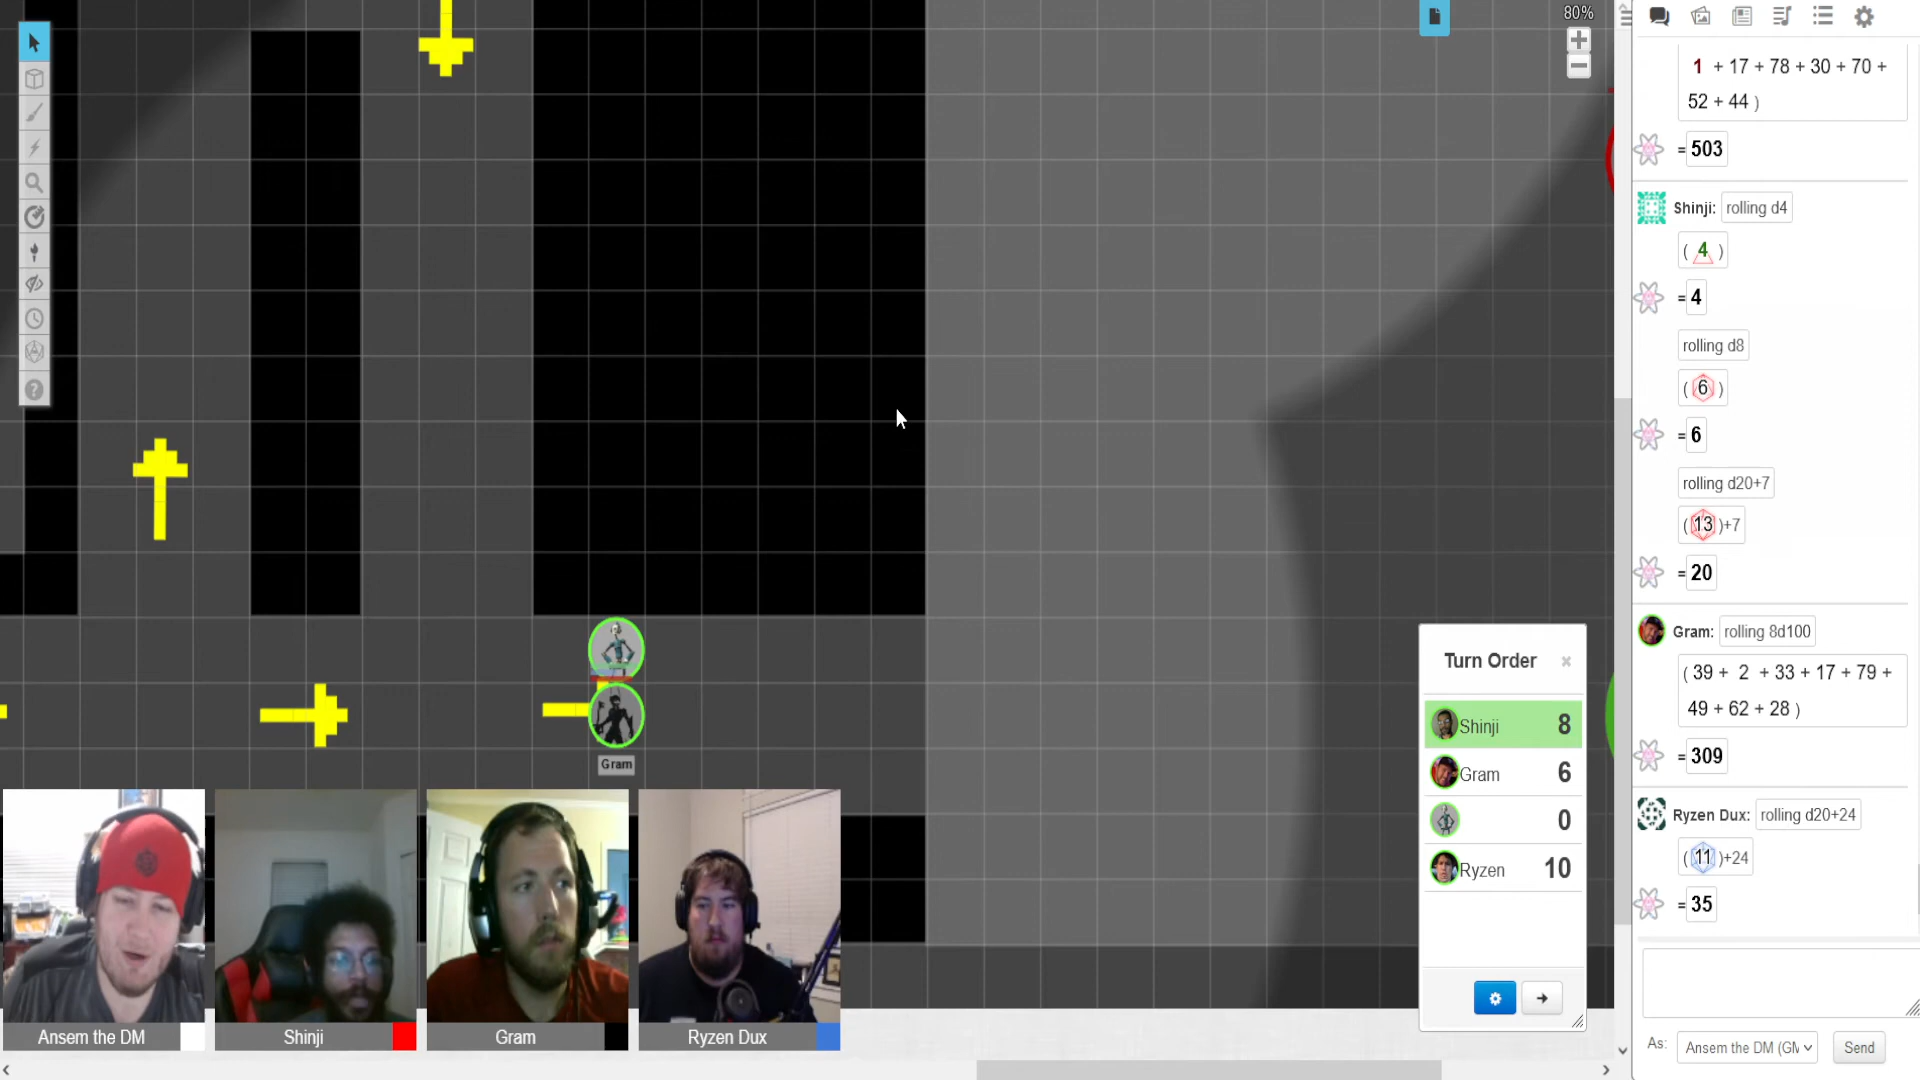 80%
1 + 17 + 78 + 30 + 70 +
52 + 44 )
= 503
Shinji: rolling d4
( 4 )
= 4
rolling d8
( 6 )
= 6
rolling d20+7
( 13 )+7
= 20
Gram: rolling 8d100
( 39 + 2 + 33 + 17 + 79 +
49 + 62 + 28 )
= 309
Ryzen Dux: rolling d20+24
( 11 )+24
= 35
Gram
Turn Order ×
Shinji 8
Gram 6
0
Ryzen 10
Ansem the DM
Shinji
Gram
Ryzen Dux
As: Ansem the DM (GM
Send